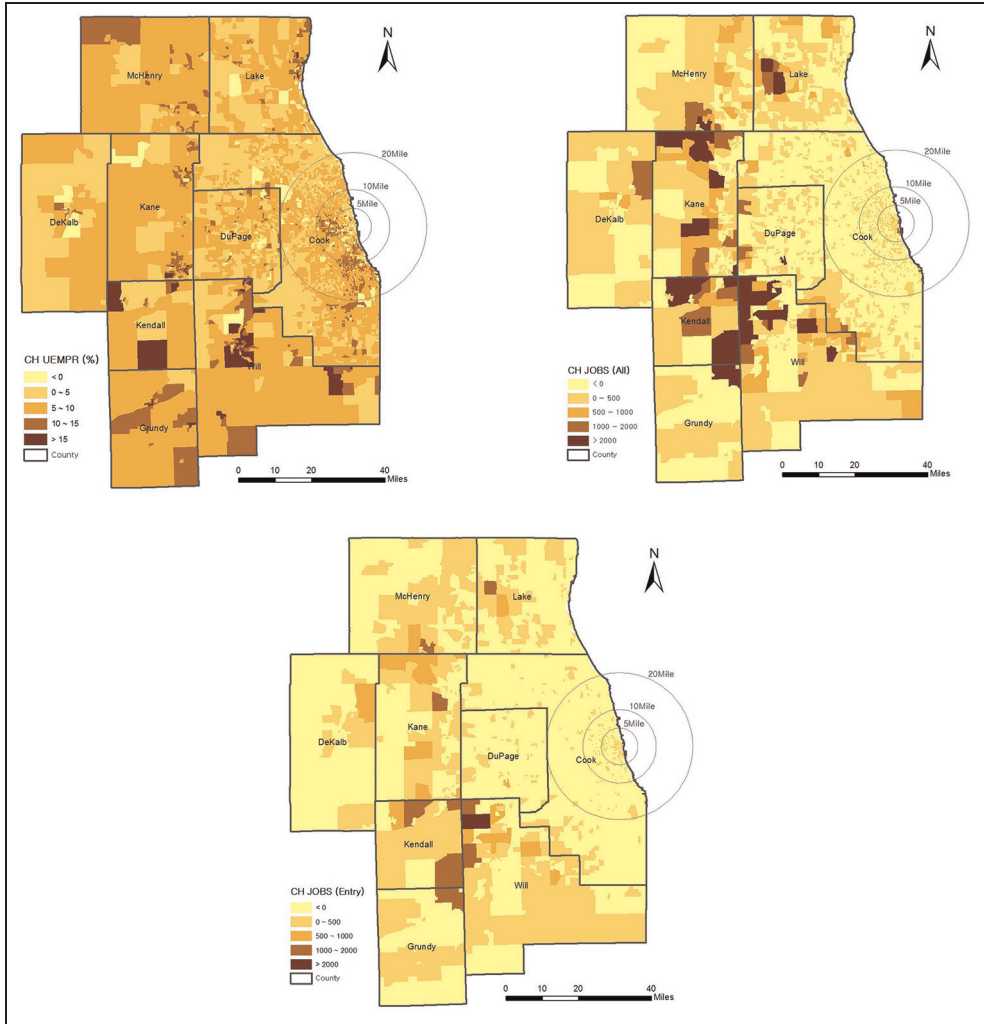 N
McHenry
Lake
20Mile
10Mile
5Mile
DeKalb
Kane
DuPage
Cook
Kendall
Will
Grundy
CH UEMPR (%)
< 0
0 ~ 5
5 ~ 10
10 ~ 15
> 15
County
0 10 20 40
Miles
N
McHenry
Lake
20Mile
10Mile
5Mile
DeKalb
Kane
DuPage
Cook
Kendall
Will
Grundy
CH JOBS (All)
< 0
0 ~ 500
500 ~ 1000
1000 ~ 2000
> 2000
County
0 10 20 40
Miles
N
McHenry
Lake
20Mile
10Mile
5Mile
DeKalb
Kane
DuPage
Cook
Kendall
Will
Grundy
CH JOBS (Entry)
< 0
0 ~ 500
500 ~ 1000
1000 ~ 2000
> 2000
County
0 10 20 40
Miles